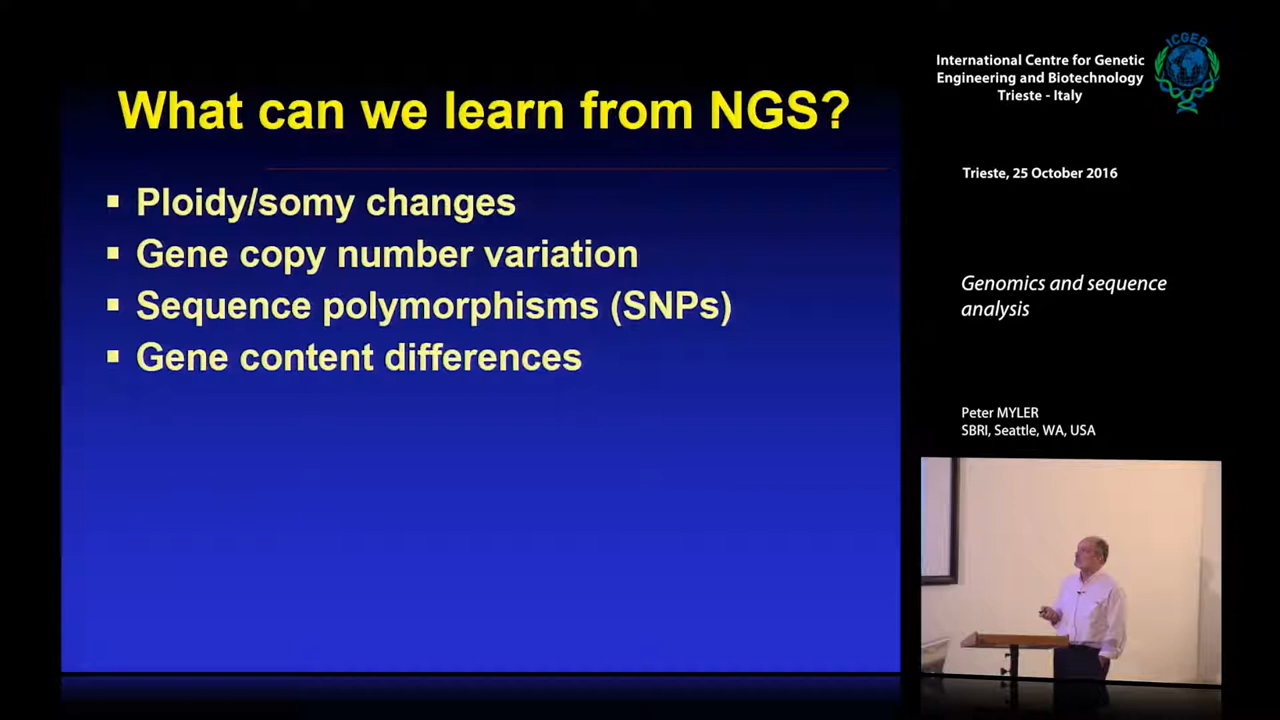 What can we learn from NGS?
▪ Ploidy/somy changes
▪ Gene copy number variation
▪ Sequence polymorphisms (SNPs)
▪ Gene content differences
International Centre for Genetic
Engineering and Biotechnology
Trieste - Italy
ICGEB
Trieste, 25 October 2016
Genomics and sequence
analysis
Peter MYLER
SBRI, Seattle, WA, USA